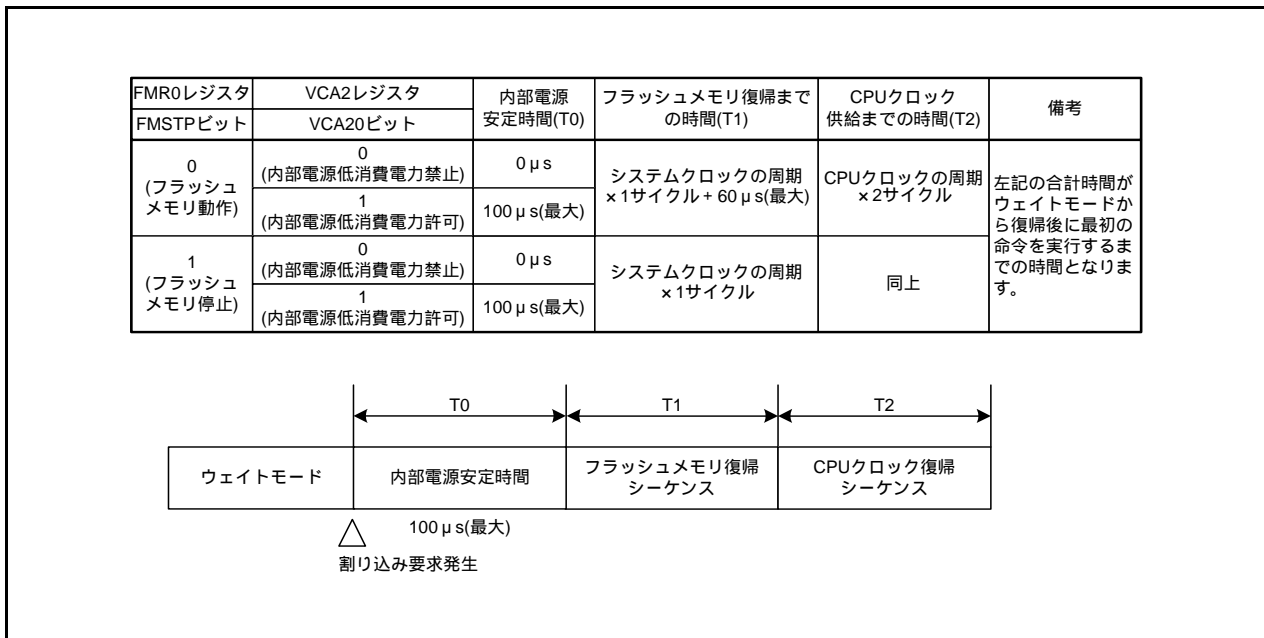 FMR0レジスタ
FMSTPビット
VCA2レジスタ
VCA20ビット
内部電源
安定時間(T0)
フラッシュメモリ復帰まで
の時間(T1)
CPUクロック
供給までの時間(T2)
備考
0
(フラッシュ
メモリ動作)
0
(内部電源低消費電力禁止)
0μs
1
(内部電源低消費電力許可)
100μs(最大)
システムクロックの周期
×1サイクル+60μs(最大)
CPUクロックの周期
×2サイクル
左記の合計時間が
ウェイトモードか
ら復帰後に最初の
命令を実行するま
での時間となりま
す。
1
(フラッシュ
メモリ停止)
0
(内部電源低消費電力禁止)
0μs
1
(内部電源低消費電力許可)
100μs(最大)
システムクロックの周期
×1サイクル
同上
T0
T1
T2
ウェイトモード
内部電源安定時間
フラッシュメモリ復帰
シーケンス
CPUクロック復帰
シーケンス
100μs(最大)
割り込み要求発生